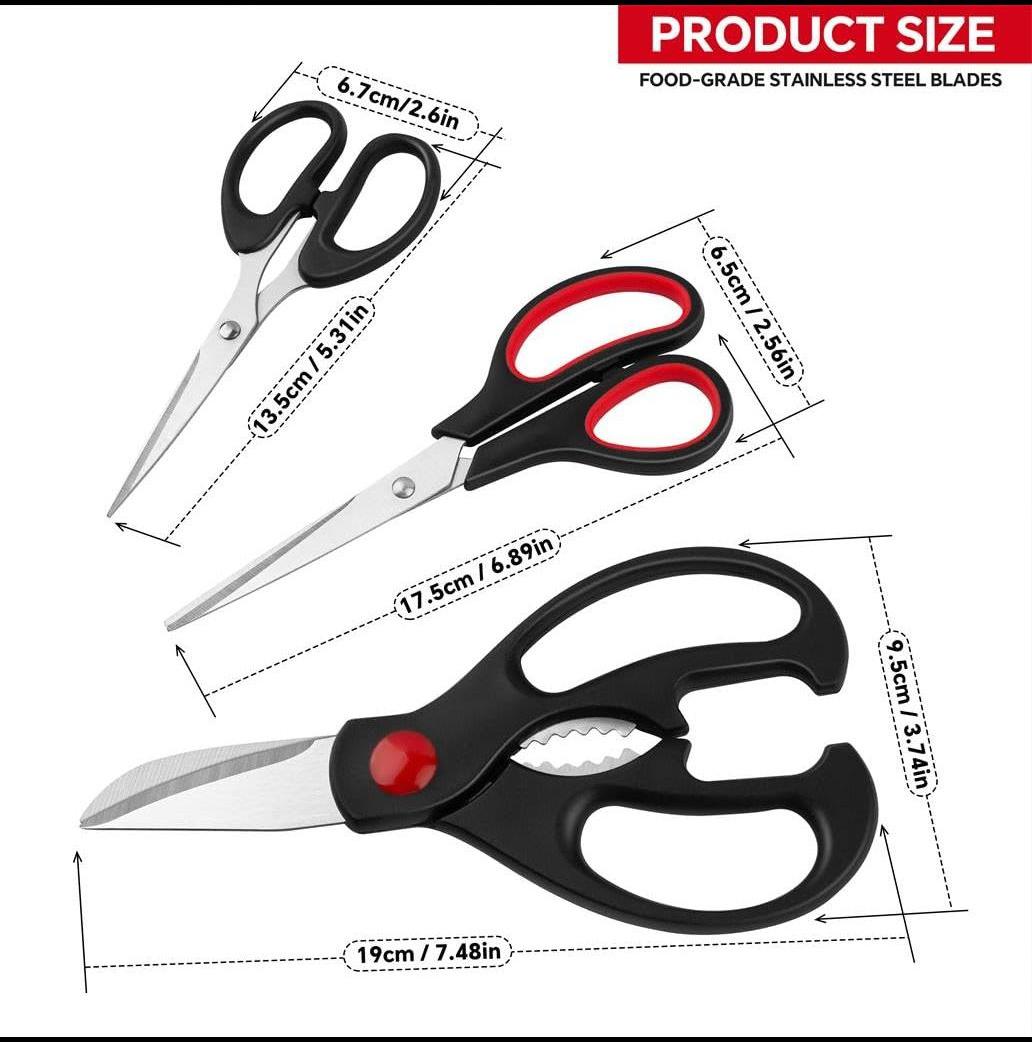 PRODUCT SIZE
FOOD-GRADE STAINLESS STEEL BLADES
6.7cm/2.6in
13.5cm / 5.31in
6.5cm / 2.56in
17.5cm / 6.89in
9.5cm / 3.74in
19cm / 7.48in